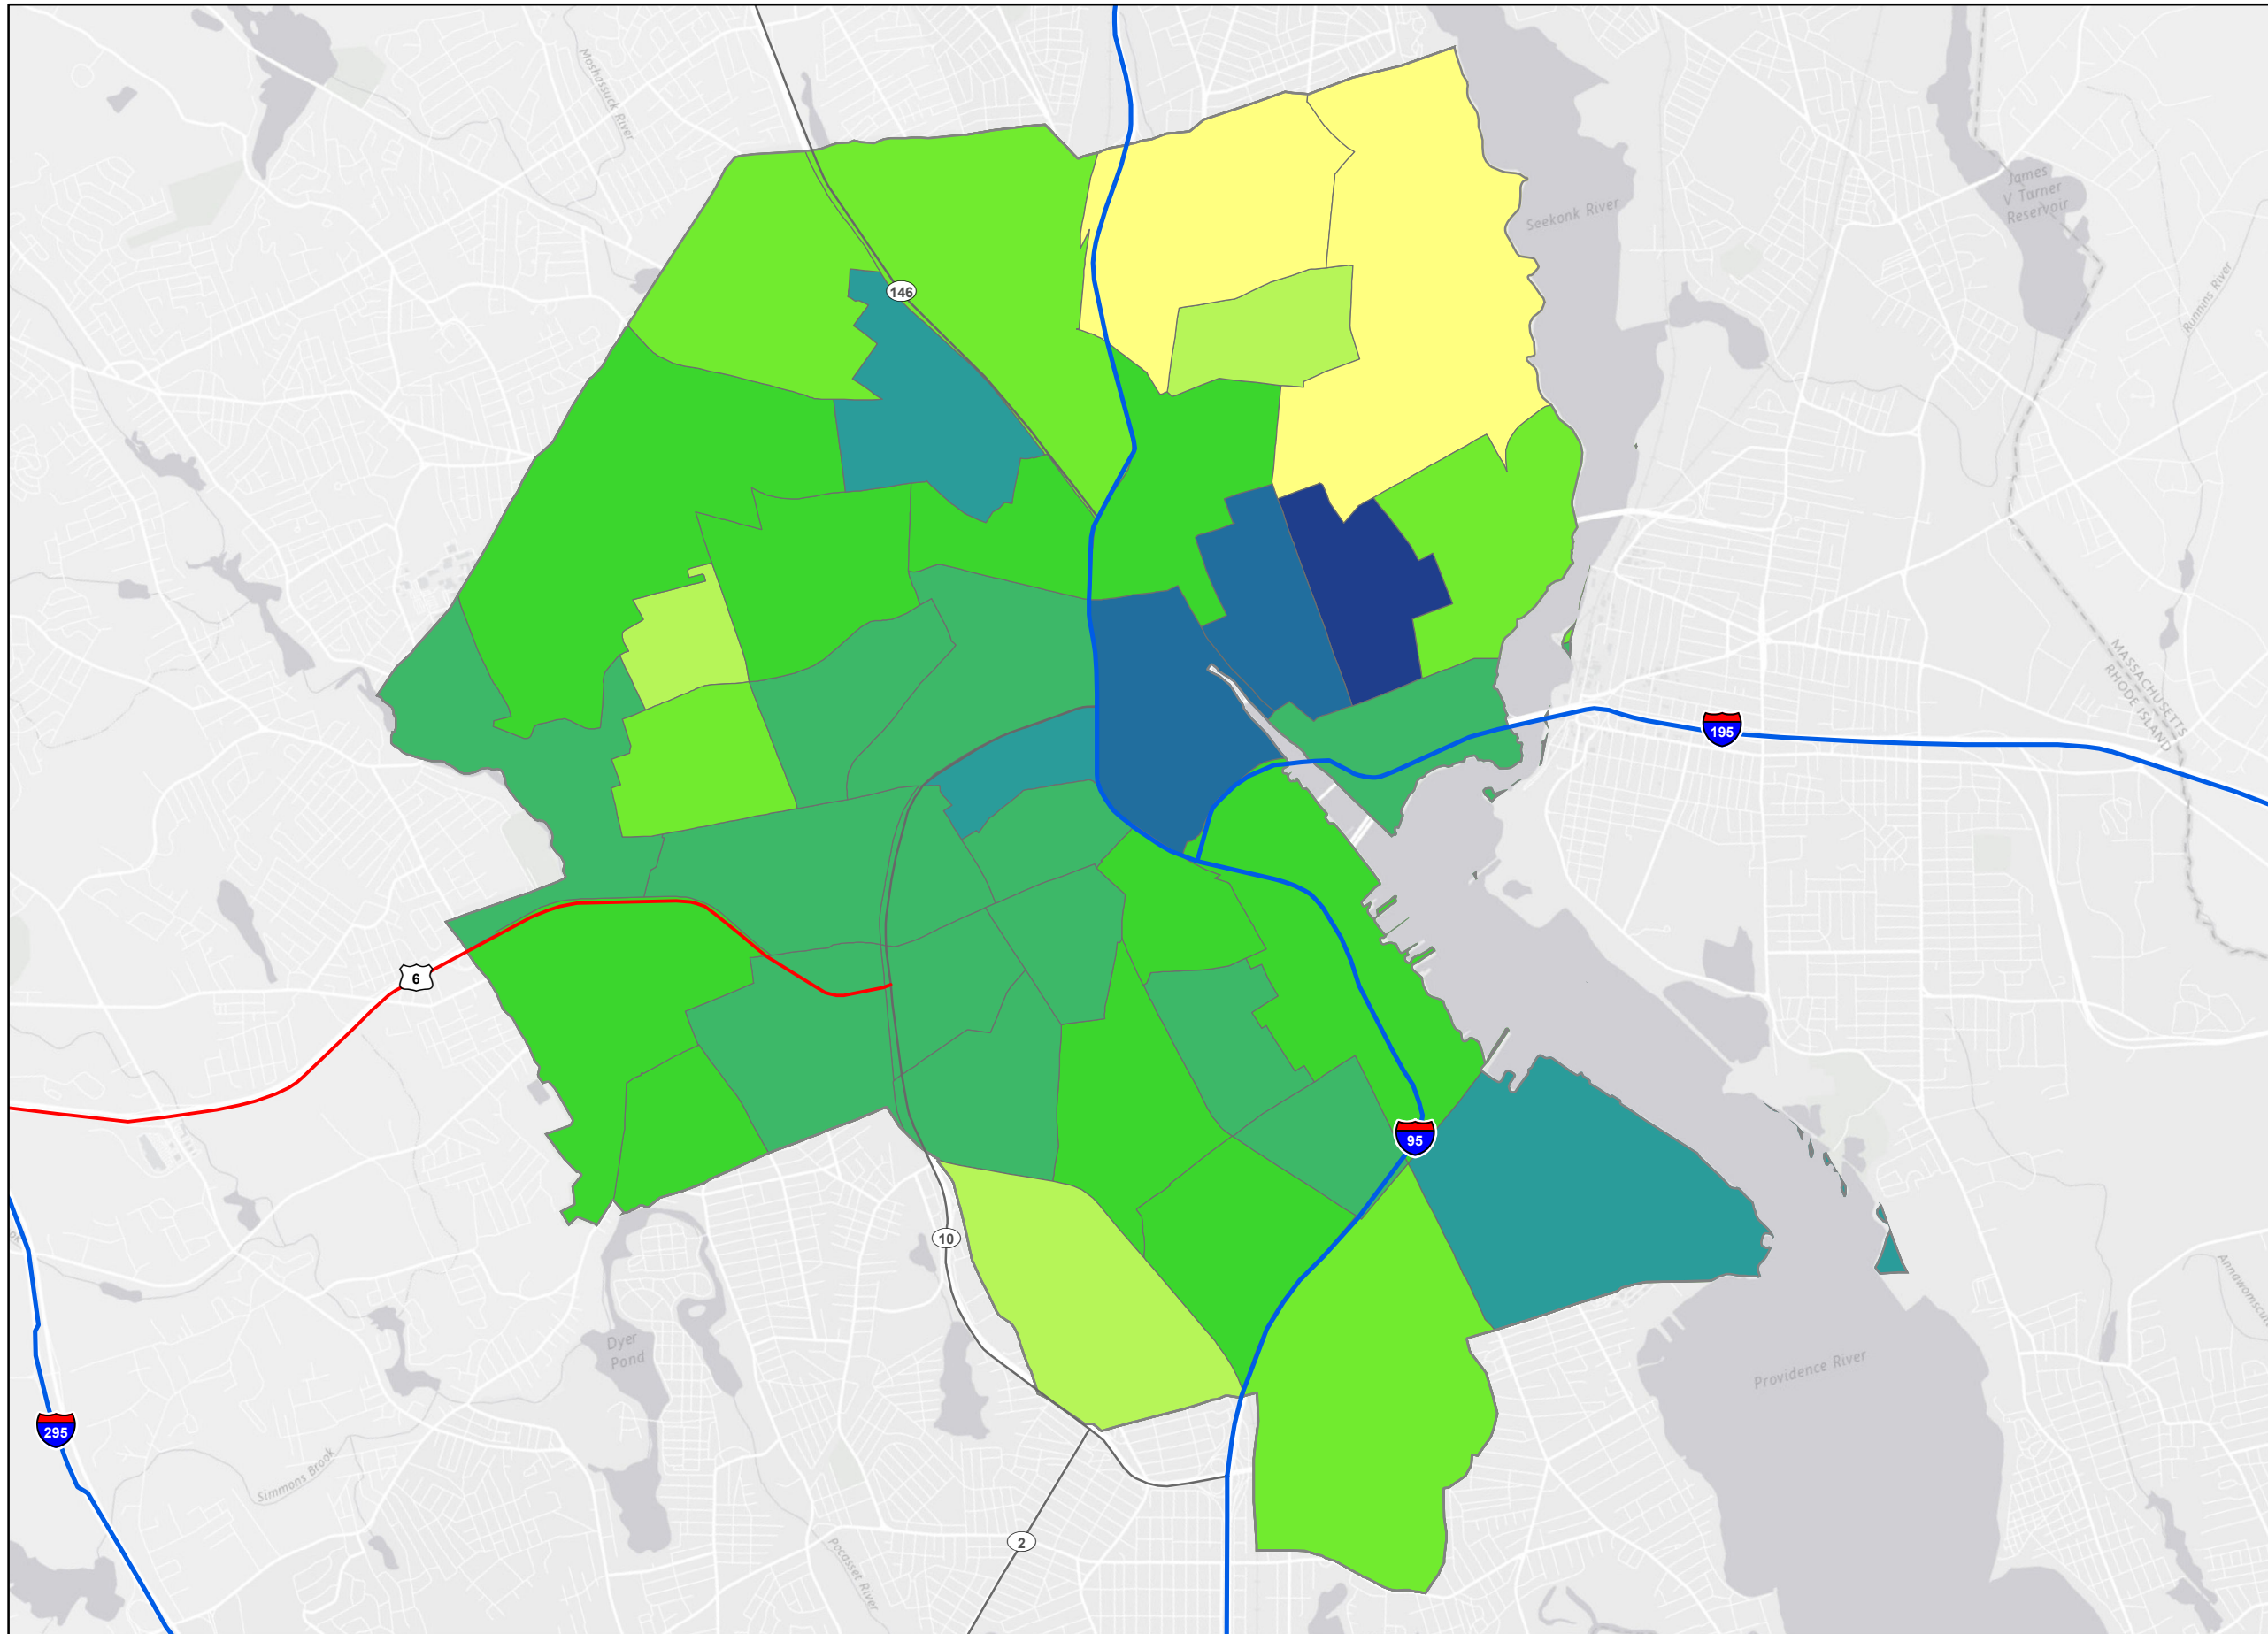 Moshassuck River
James
V Turner
Reservoir
Seekonk River
146
Runnins River
MASSACHUSETTS
RHODE ISLAND
195
6
95
10
Dyer
Pond
Providence River
295
Simmons Brook
2
Pocasset River